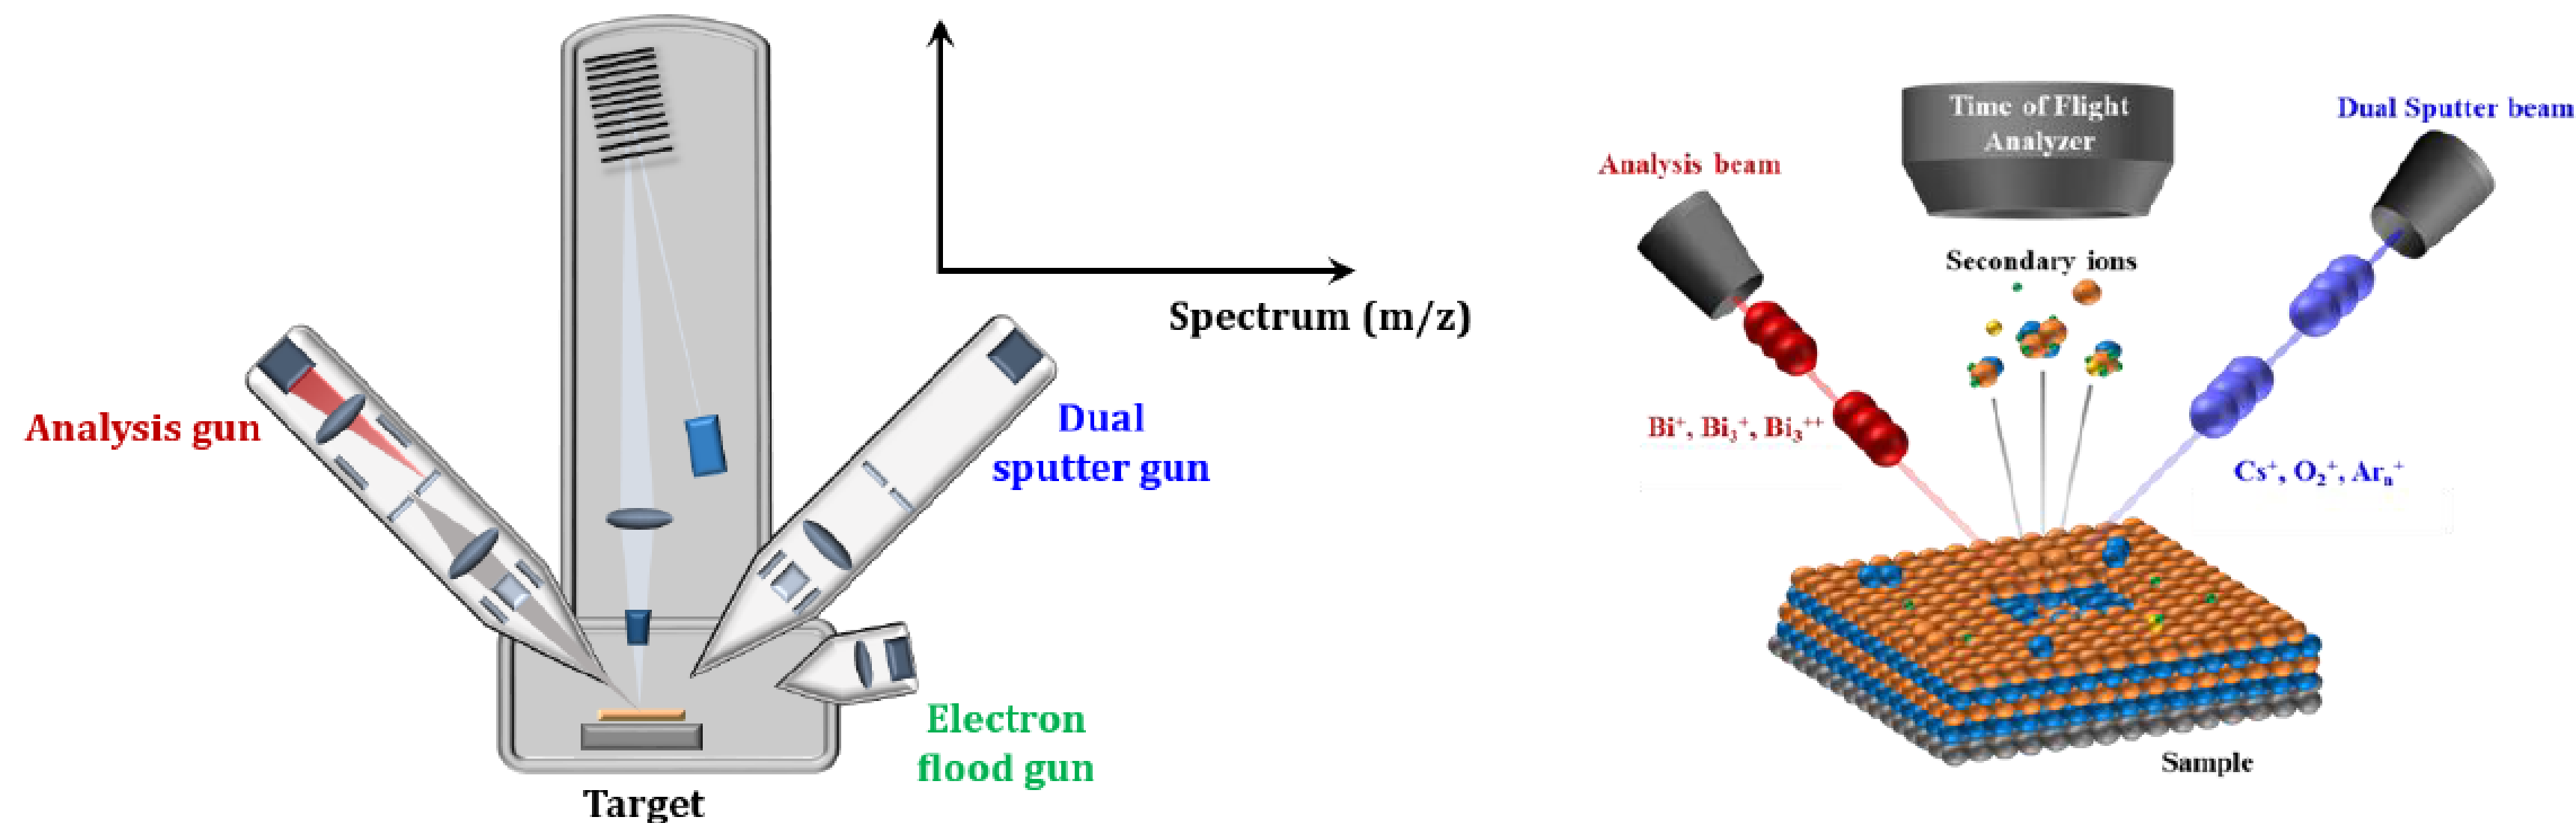 Spectrum (m/z)
Analysis gun
Dual
sputter gun
Electron
flood gun
Target
Time of Flight
Analyzer
Dual Sputter beam
Analysis beam
Secondary ions
Bi⁺, Bi₃⁺, Bi₃⁺⁺
Cs⁺, O₂⁺, Arₙ⁺
Sample